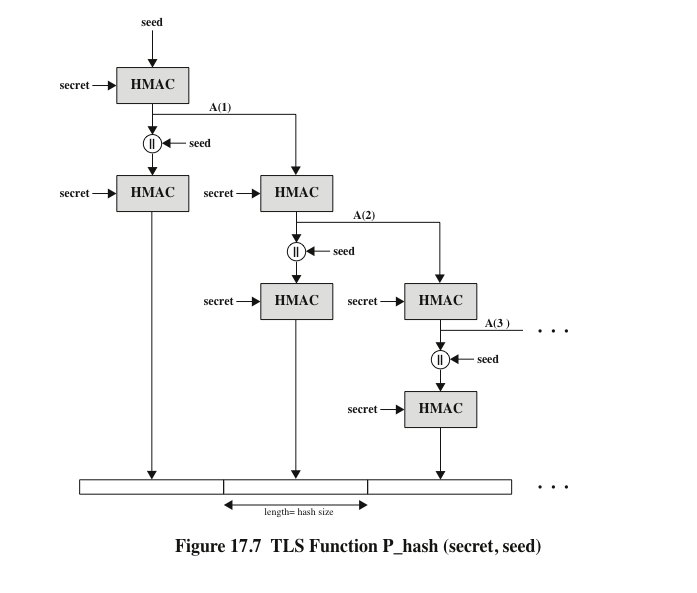 seed
secret
HMAC
A(1)
||
seed
secret
HMAC
secret
HMAC
A(2)
||
seed
secret
HMAC
secret
HMAC
A(3 )
. . .
||
seed
secret
HMAC
. . .
length= hash size
Figure 17.7 TLS Function P_hash (secret, seed)